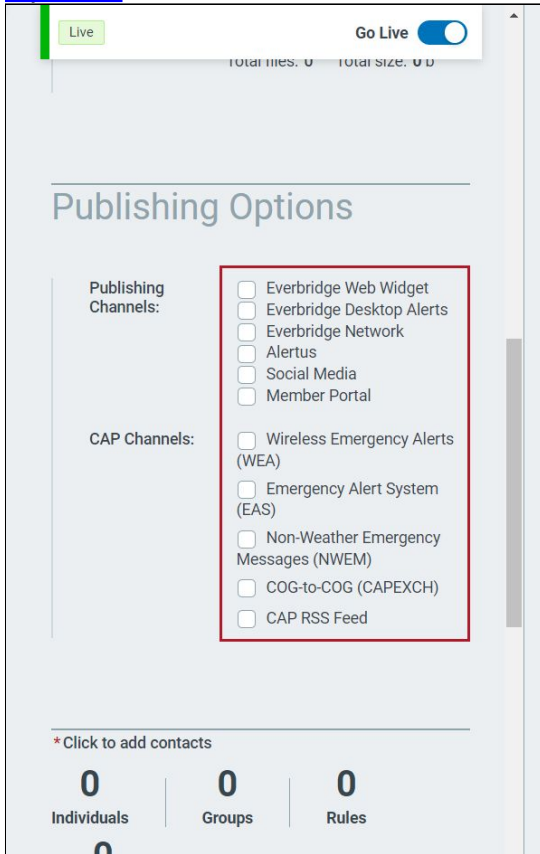 Live
Go Live
Total files: 0 Total size: 0 b
Publishing Options
Publishing
Channels:
Everbridge Web Widget
Everbridge Desktop Alerts
Everbridge Network
Alertus
Social Media
Member Portal
CAP Channels:
Wireless Emergency Alerts
(WEA)
Emergency Alert System
(EAS)
Non-Weather Emergency
Messages (NWEM)
COG-to-COG (CAPEXCH)
CAP RSS Feed
*Click to add contacts
0 0 0
Individuals Groups Rules
0